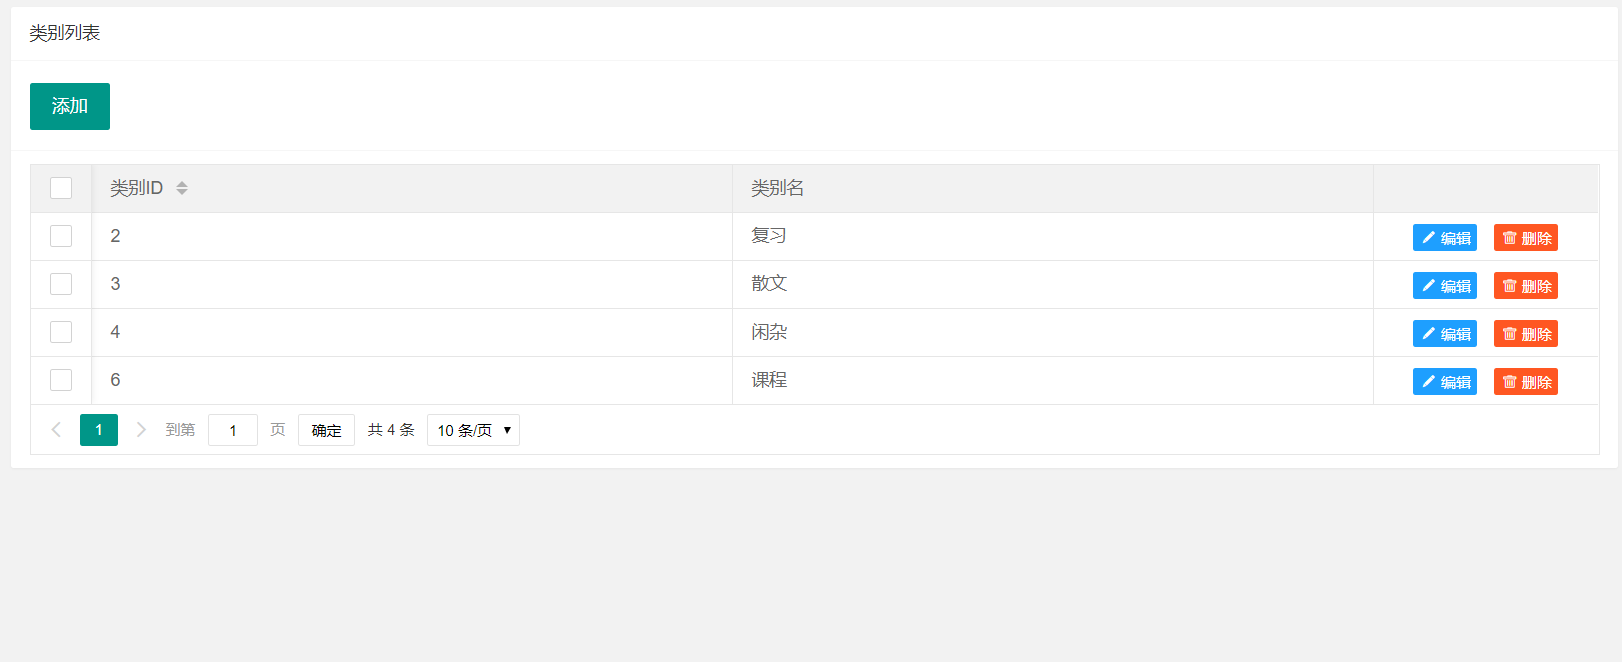 类别列表
添加
类别ID 类别名
2 复习 编辑 删除
3 散文 编辑 删除
4 闲杂 编辑 删除
6 课程 编辑 删除
1 到第 1 页 确定 共 4 条 10 条/页